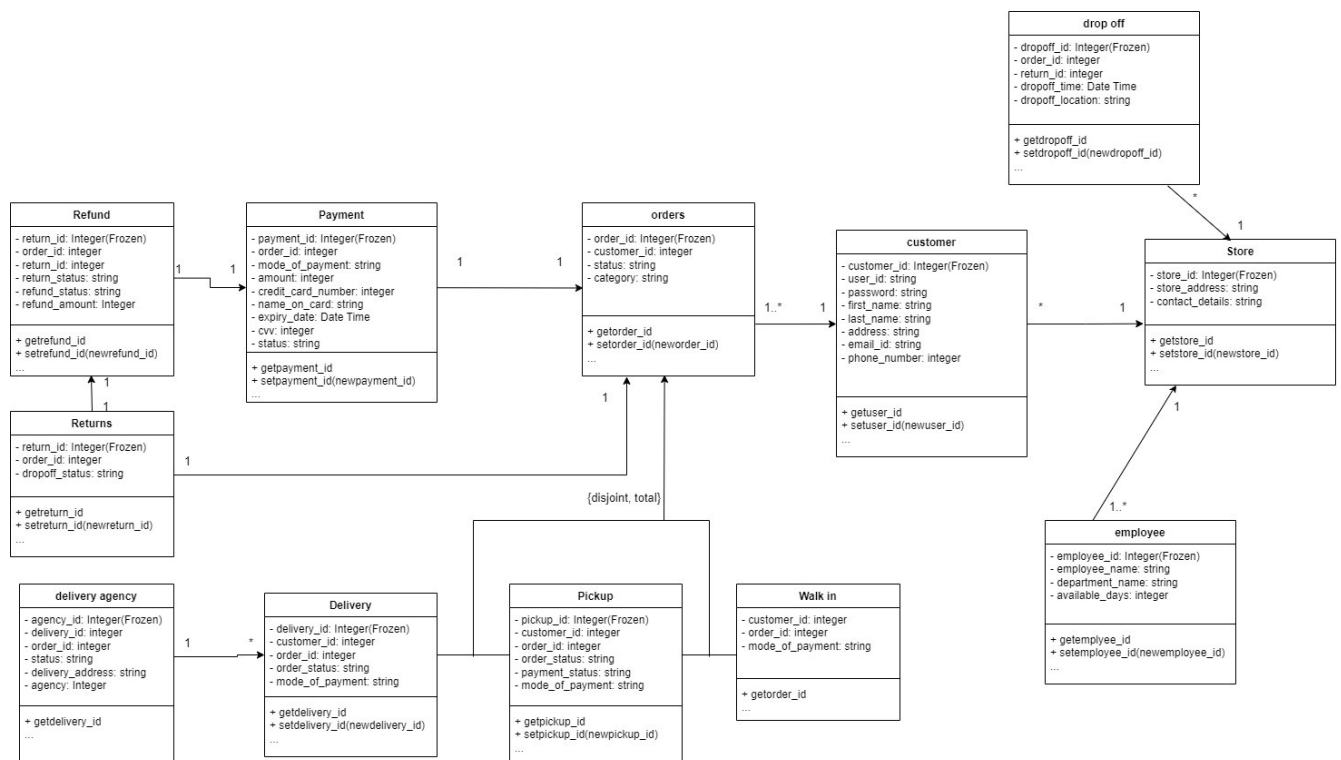 drop off
- dropoff_id: Integer(Frozen)
- order_id: integer
- return_id: integer
- dropoff_time: Date Time
- dropoff_location: string
+ getdropoff_id
+ setdropoff_id(newdropoff_id)
...
*
1
Refund
- return_id: Integer(Frozen)
- order_id: integer
- return_id: integer
- return_status: string
- refund_status: string
- refund_amount: Integer
+ getrefund_id
+ setrefund_id(newrefund_id)
...
1
1
Payment
- payment_id: Integer(Frozen)
- order_id: integer
- mode_of_payment: string
- amount: integer
- credit_card_number: integer
- name_on_card: string
- expiry_date: Date Time
- cvv: integer
- status: string
+ getpayment_id
+ setpayment_id(newpayment_id)
...
1
1
orders
- order_id: Integer(Frozen)
- customer_id: integer
- status: string
- category: string
+ getorder_id
+ setorder_id(neworder_id)
...
1..*
1
customer
- customer_id: Integer(Frozen)
- user_id: string
- password: string
- first_name: string
- last_name: string
- address: string
- email_id: string
- phone_number: integer
+ getuser_id
+ setuser_id(newuser_id)
...
*
1
Store
- store_id: Integer(Frozen)
- store_address: string
- contact_details: string
+ getstore_id
+ setstore_id(newstore_id)
...
1
1
1
Returns
- return_id: Integer(Frozen)
- order_id: integer
- dropoff_status: string
+ getreturn_id
+ setreturn_id(newreturn_id)
...
1
1
{disjoint, total}
1..*
employee
- employee_id: Integer(Frozen)
- employee_name: string
- department_name: string
- available_days: integer
+ getemplyee_id
+ setemployee_id(newemployee_id)
...
delivery agency
- agency_id: Integer(Frozen)
- delivery_id: integer
- order_id: integer
- status: string
- delivery_address: string
- agency: Integer
+ getdelivery_id
...
1
*
Delivery
- delivery_id: Integer(Frozen)
- customer_id: integer
- order_id: integer
- order_status: string
- mode_of_payment: string
+ getdelivery_id
+ setdelivery_id(newdelivery_id)
...
Pickup
- pickup_id: Integer(Frozen)
- customer_id: integer
- order_id: integer
- order_status: string
- payment_status: string
- mode_of_payment: string
+ getpickup_id
+ setpickup_id(newpickup_id)
...
Walk in
- customer_id: integer
- order_id: integer
- mode_of_payment: string
+ getorder_id
...